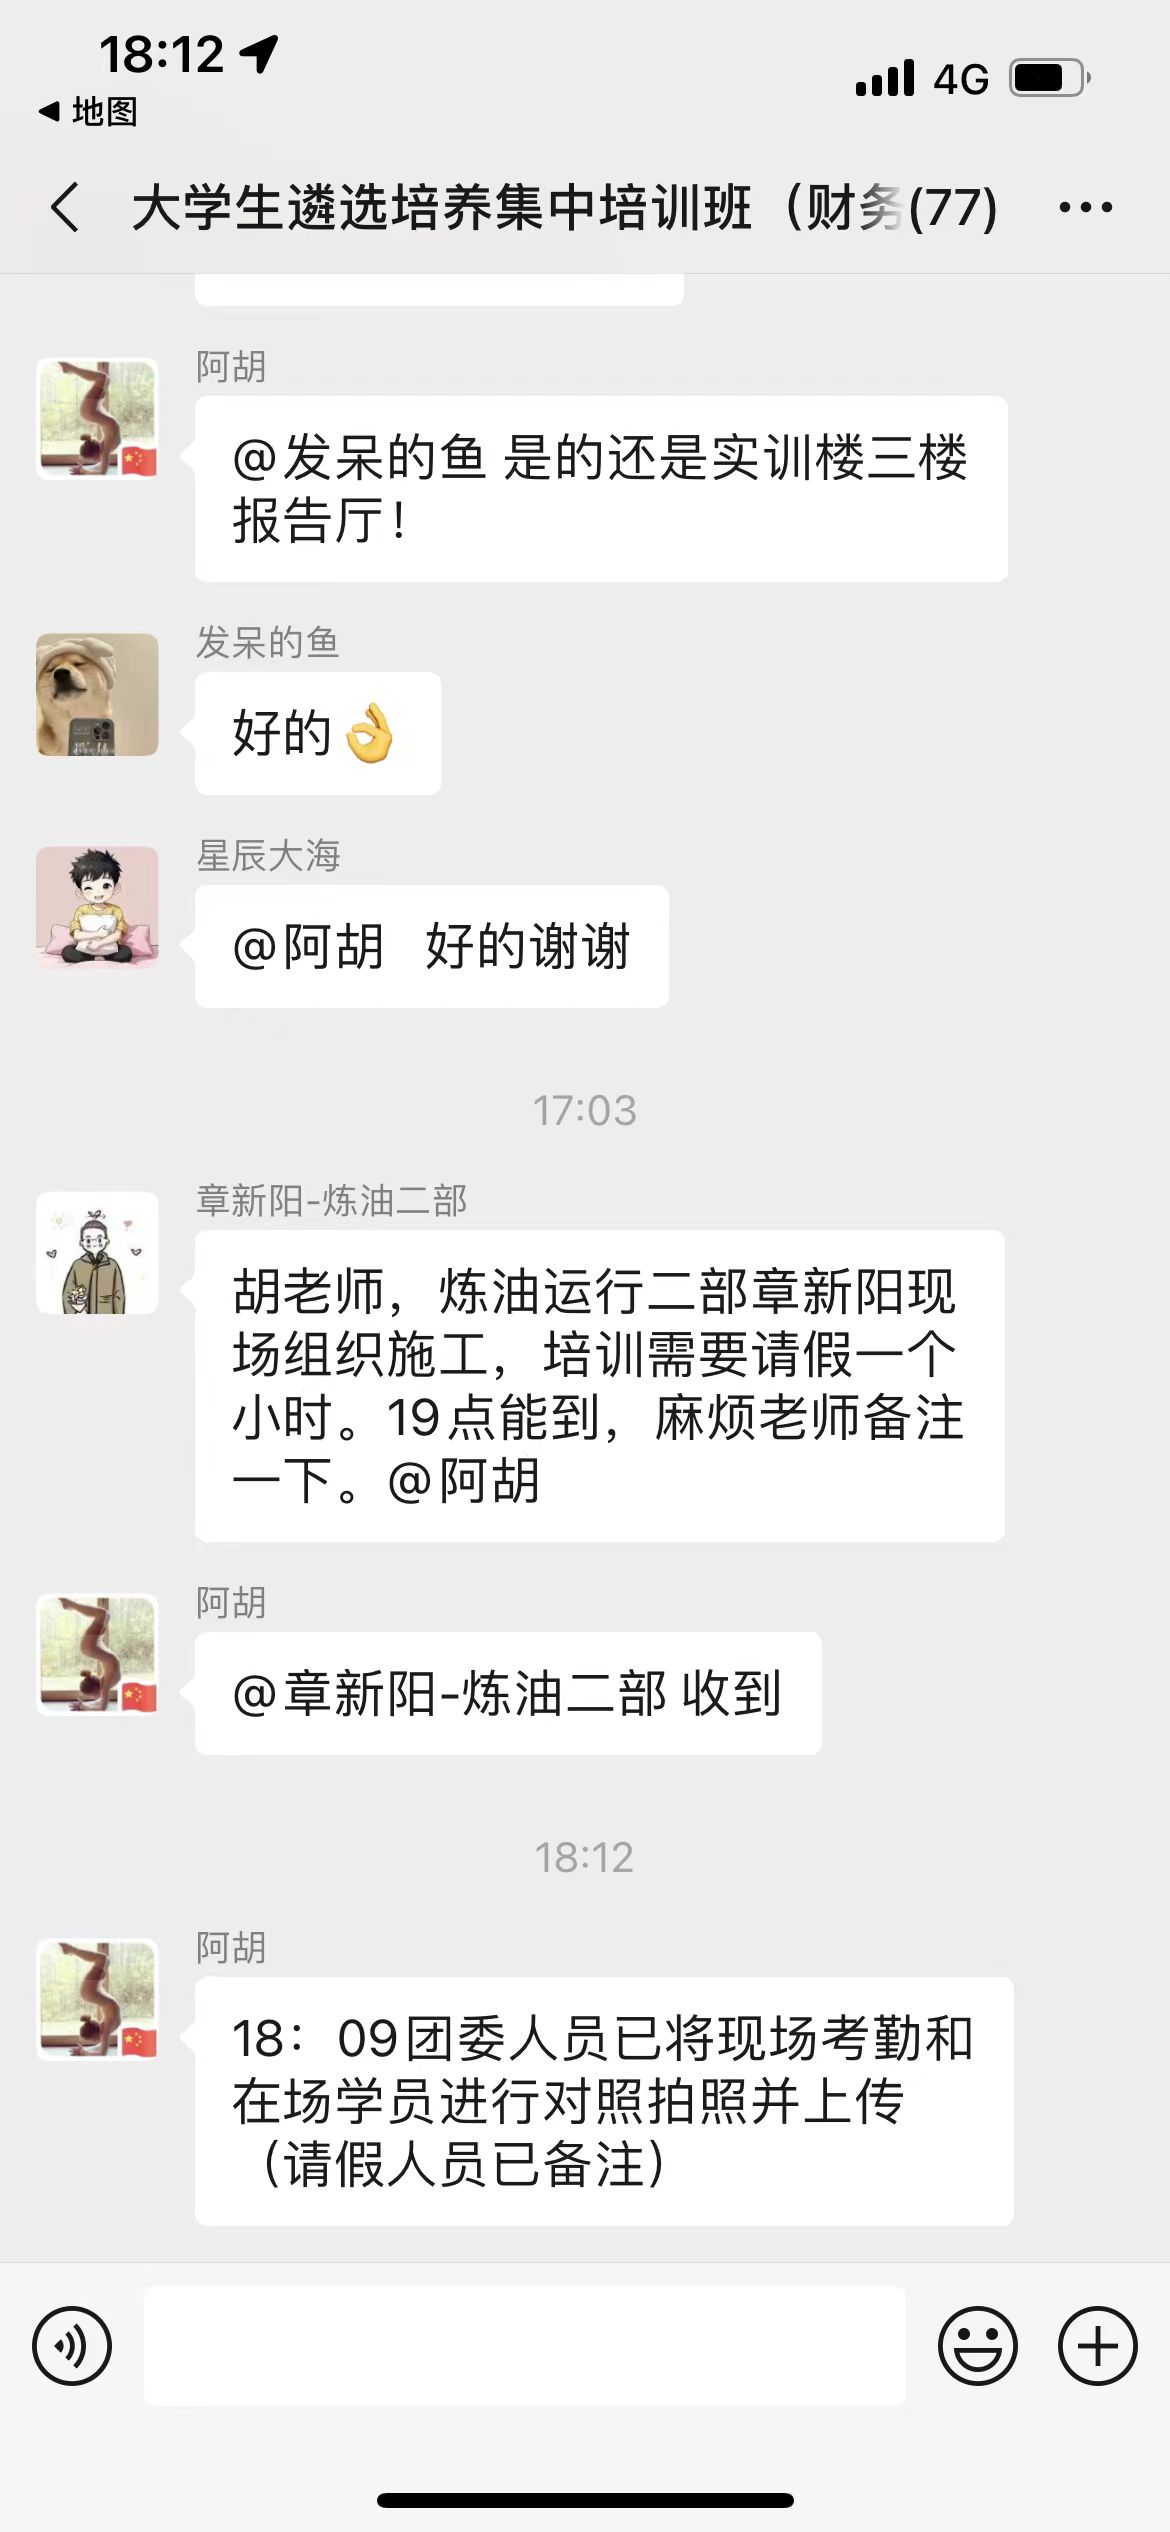 18:12
4G
地图
大学生遴选培养集中培训班（财务(77)
阿胡
@发呆的鱼 是的还是实训楼三楼
报告厅！
发呆的鱼
好的👌
星辰大海
@阿胡 好的谢谢
17:03
章新阳-炼油二部
胡老师，炼油运行二部章新阳现
场组织施工，培训需要请假一个
小时。19点能到，麻烦老师备注
一下。@阿胡
阿胡
@章新阳-炼油二部 收到
18:12
阿胡
18：09团委人员已将现场考勤和
在场学员进行对照拍照并上传
（请假人员已备注）